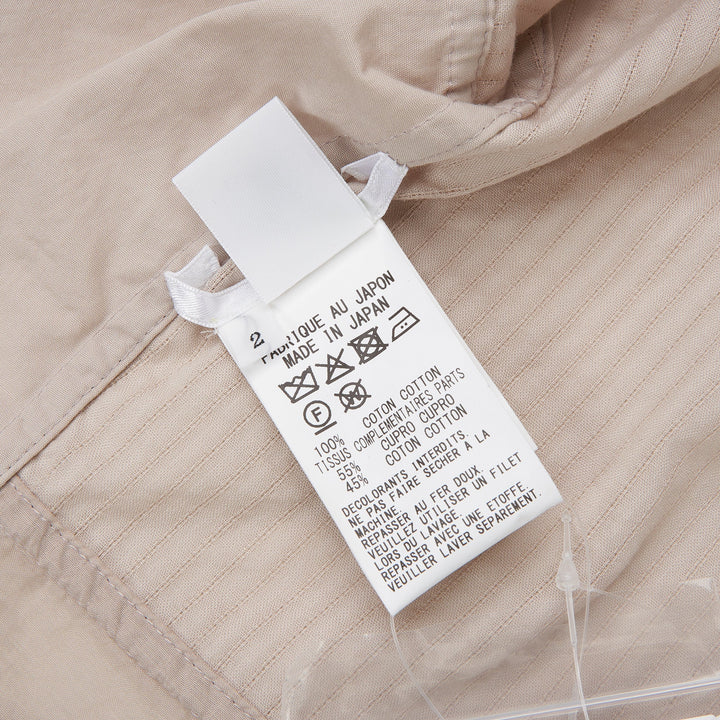 2
FABRIQUE AU JAPON
MADE IN JAPAN
F W
100% COTON COTTON
TISSUS COMPLEMENTAIRES PARTS
55% CUPRO CUPRO
45% COTON COTTON
DECOLORANTS INTERDITS.
NE PAS FAIRE SECHER À LA
MACHINE.
REPASSER AU FER DOUX.
VEUILLEZ UTILISER UN FILET
LORS DU LAVAGE.
REPASSER AVEC UNE ETOFFE.
VEUILLER LAVER SEPAREMENT.